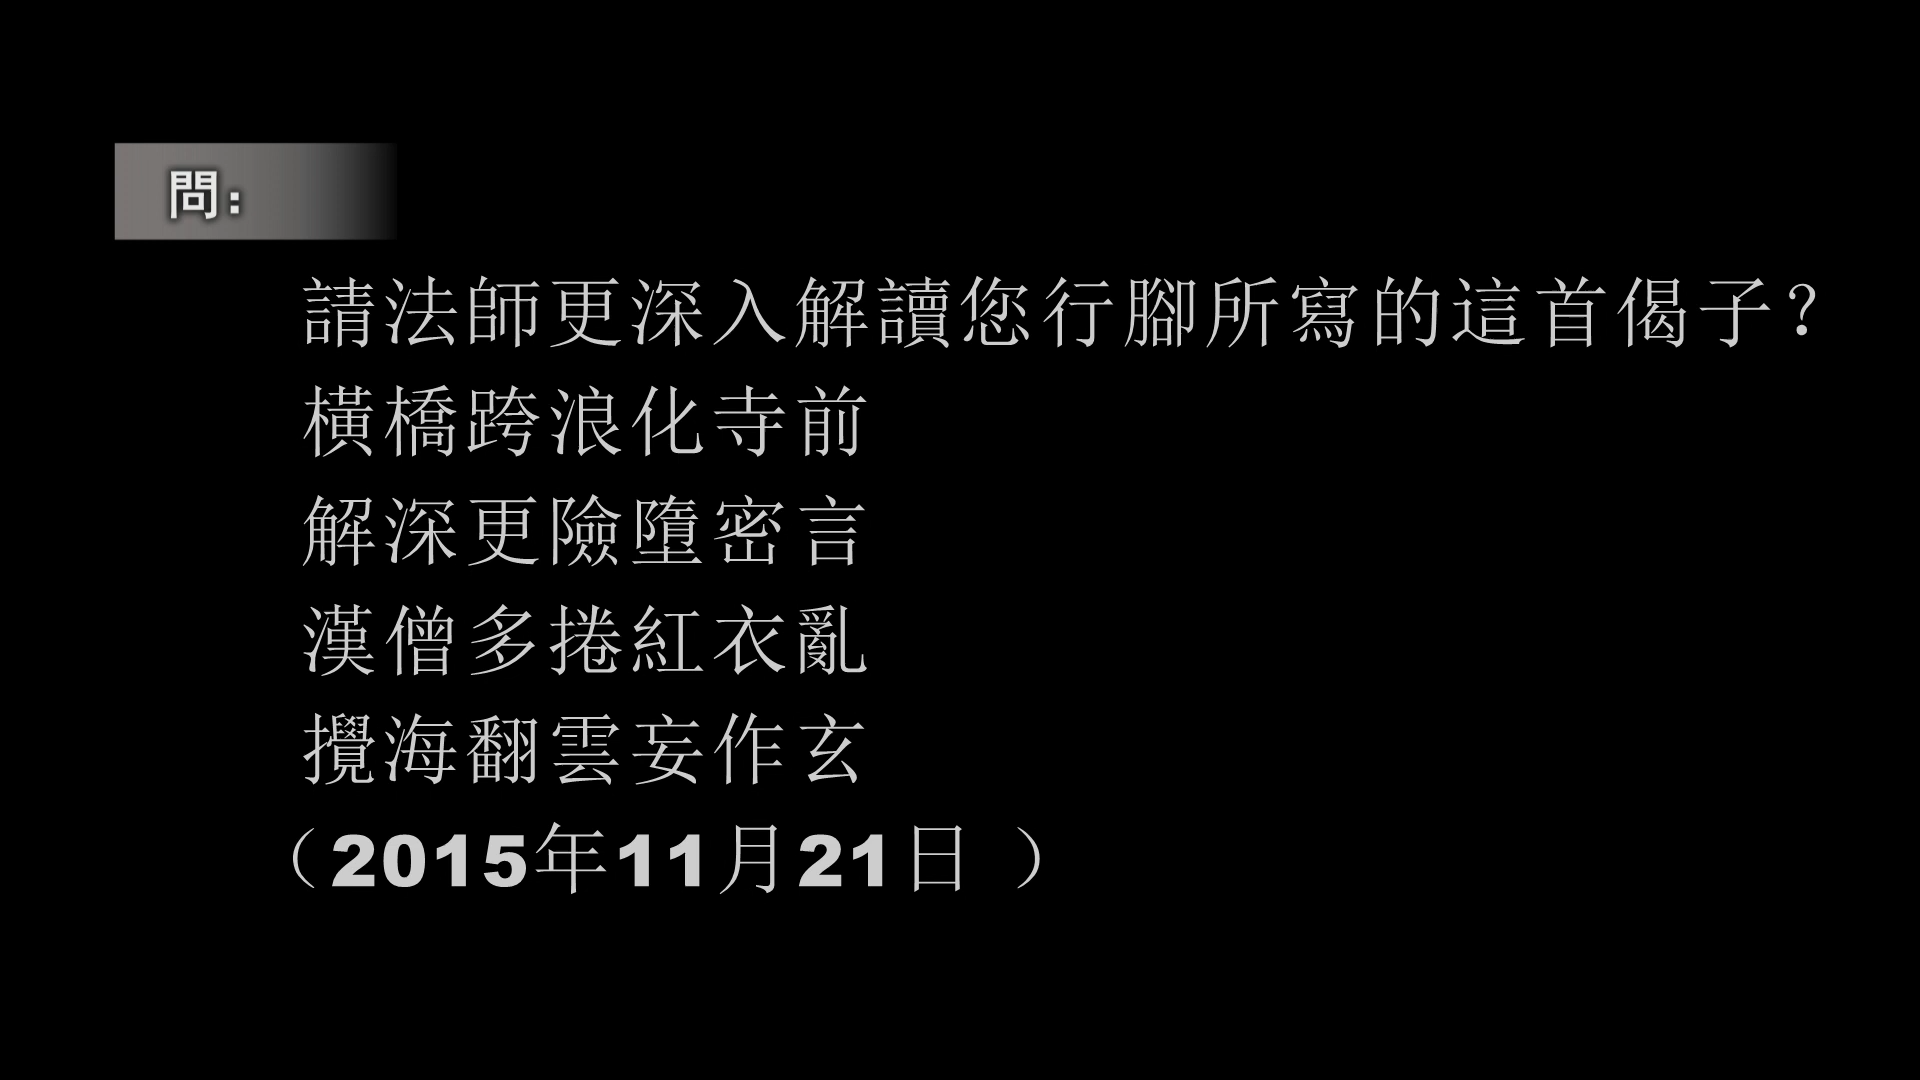 問：
請法師更深入解讀您行腳所寫的這首偈子？
橫橋跨浪化寺前
解深更險墮密言
漢僧多捲紅衣亂
攪海翻雲妄作玄
（2015年11月21日 ）